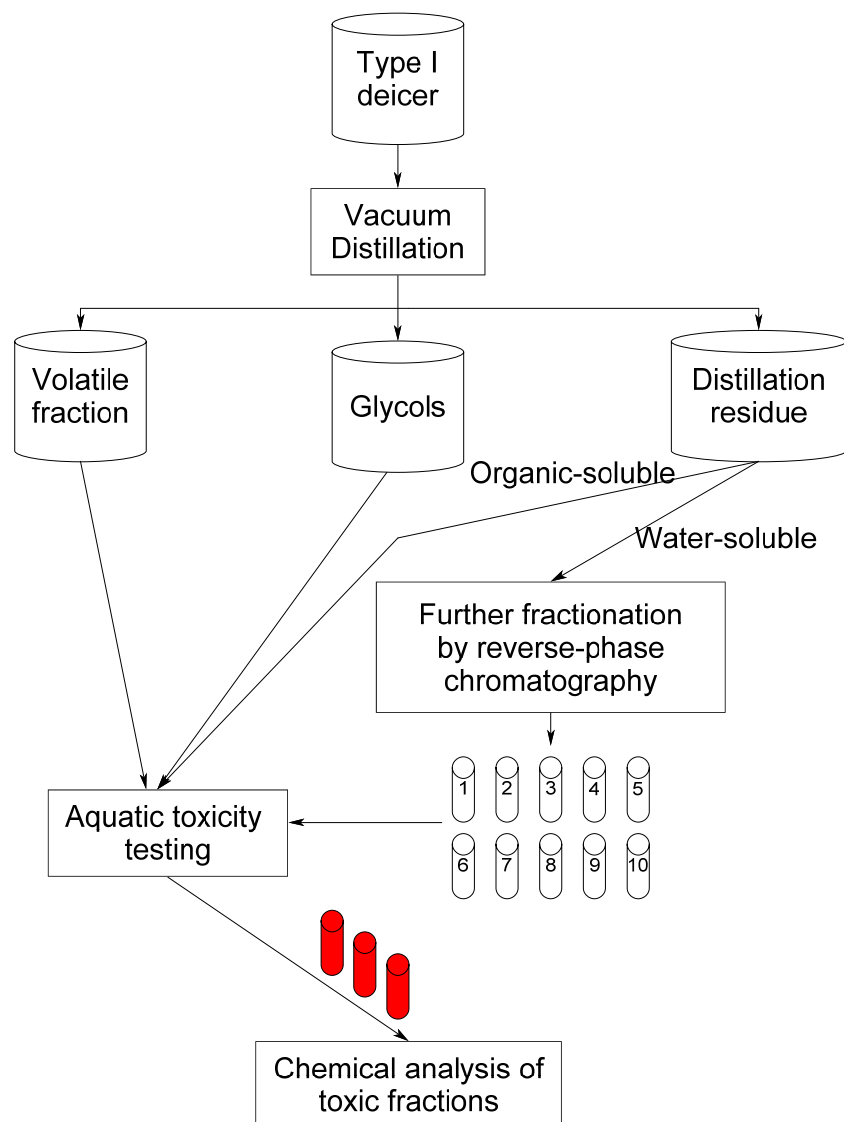 Type I
deicer
Vacuum
Distillation
Volatile
fraction
Glycols
Distillation
residue
Organic-soluble
Water-soluble
Further fractionation
by reverse-phase
chromatography
1 2 3 4 5
6 7 8 9 10
Aquatic toxicity
testing
Chemical analysis of
toxic fractions